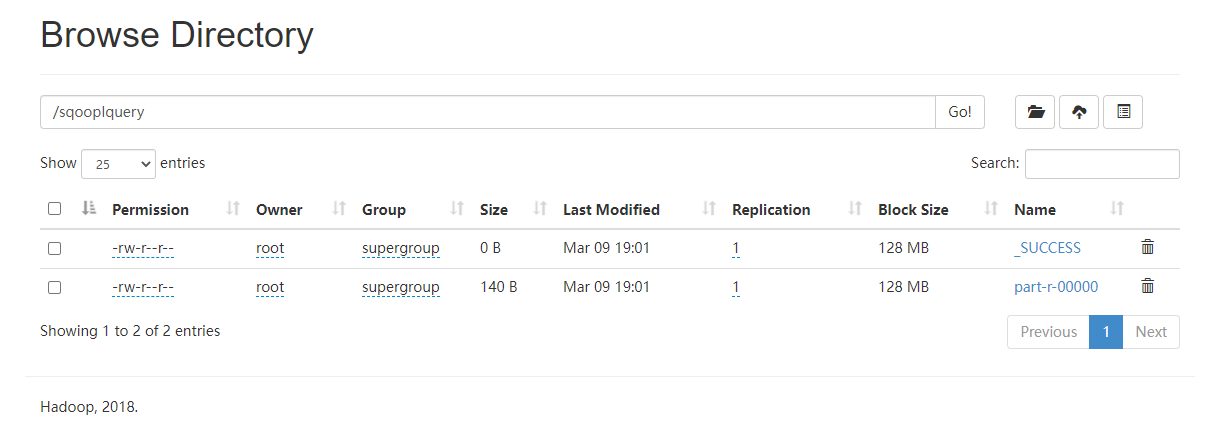 Browse Directory
/sqooplquery Go!
Show 25 entries Search:
Permission Owner Group Size Last Modified Replication Block Size Name
-rw-r--r-- root supergroup 0 B Mar 09 19:01 1 128 MB _SUCCESS
-rw-r--r-- root supergroup 140 B Mar 09 19:01 1 128 MB part-r-00000
Showing 1 to 2 of 2 entries Previous 1 Next
Hadoop, 2018.